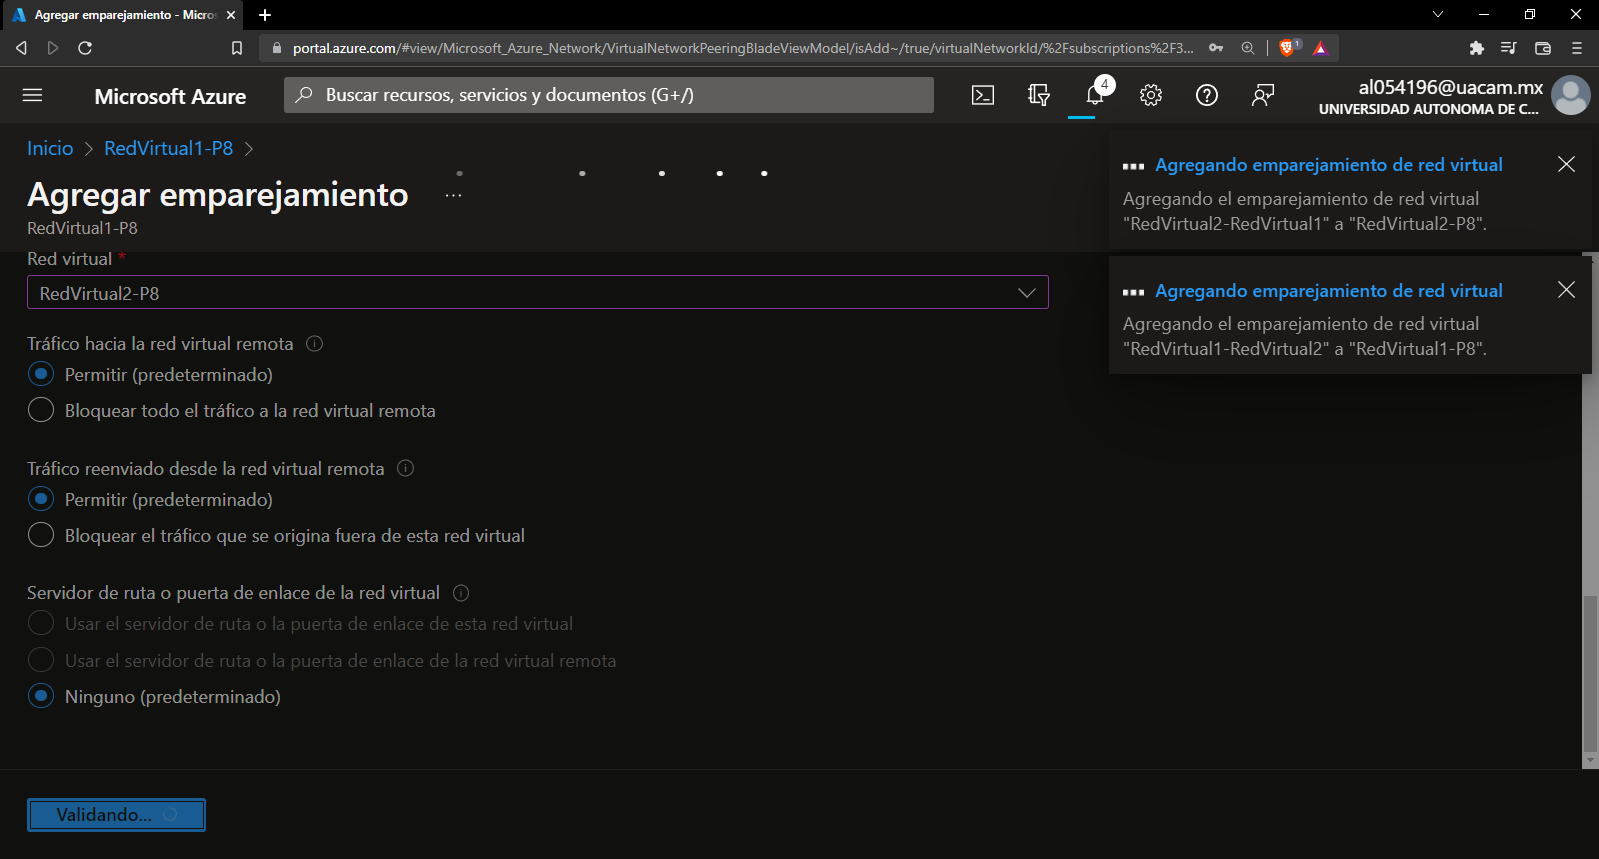 Agregar emparejamiento - Micros
portal.azure.com/#view/Microsoft_Azure_Network/VirtualNetworkPeeringBladeViewModel/isAdd~/true/virtualNetworkId/%2Fsubscriptions%2F3...
1
Microsoft Azure
Buscar recursos, servicios y documentos (G+/)
4
al054196@uacam.mx
UNIVERSIDAD AUTONOMA DE C...
Inicio > RedVirtual1-P8 >
Agregar emparejamiento ...
RedVirtual1-P8
Red virtual *
RedVirtual2-P8
Tráfico hacia la red virtual remota
Permitir (predeterminado)
Bloquear todo el tráfico a la red virtual remota
Tráfico reenviado desde la red virtual remota
Permitir (predeterminado)
Bloquear el tráfico que se origina fuera de esta red virtual
Servidor de ruta o puerta de enlace de la red virtual
Usar el servidor de ruta o la puerta de enlace de esta red virtual
Usar el servidor de ruta o la puerta de enlace de la red virtual remota
Ninguno (predeterminado)
Validando...
Agregando emparejamiento de red virtual
Agregando el emparejamiento de red virtual
"RedVirtual2-RedVirtual1" a "RedVirtual2-P8".
Agregando emparejamiento de red virtual
Agregando el emparejamiento de red virtual
"RedVirtual1-RedVirtual2" a "RedVirtual1-P8".